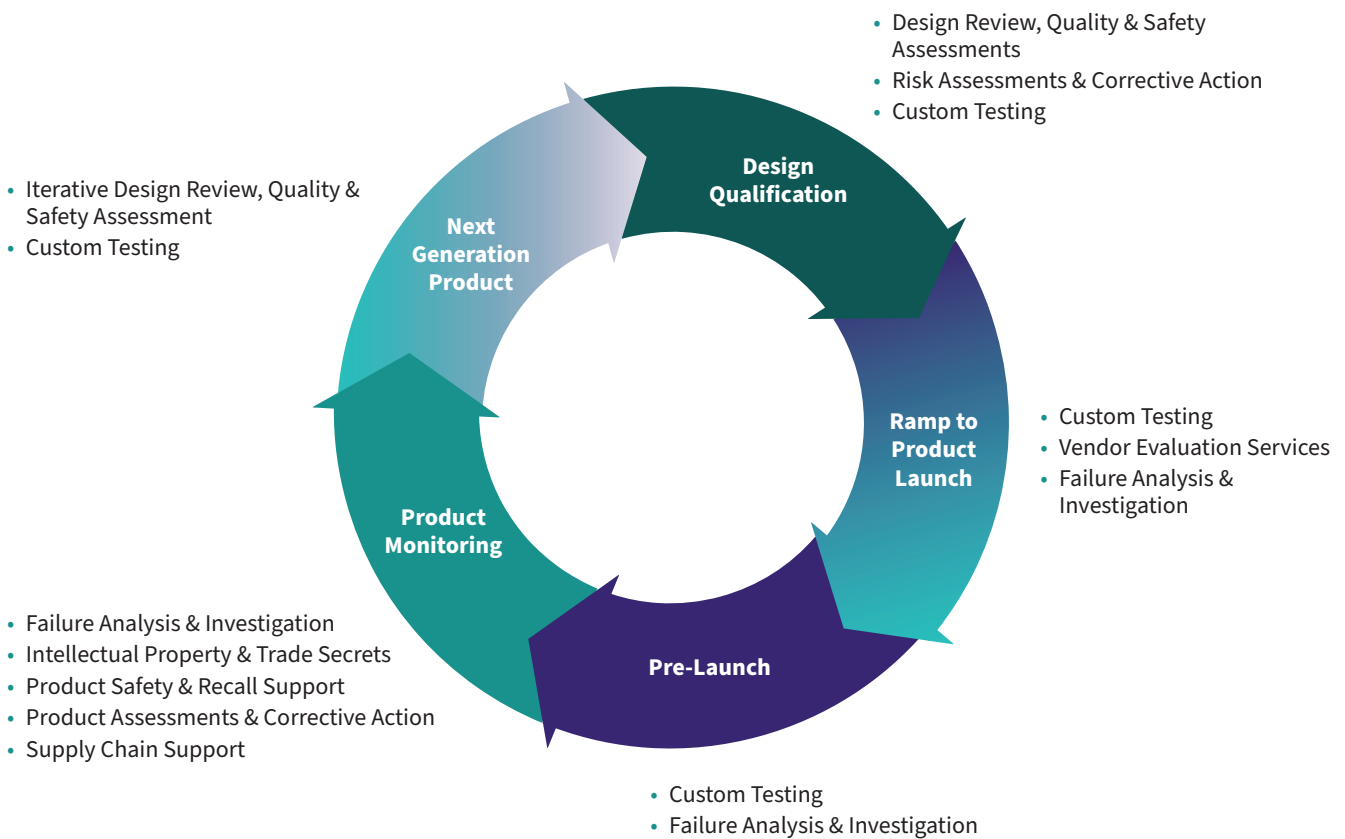 • Design Review, Quality & Safety
Assessments
• Risk Assessments & Corrective Action
• Custom Testing
Design
Qualification
• Iterative Design Review, Quality &
Safety Assessment
• Custom Testing
Next
Generation
Product
Ramp to
Product
Launch
• Custom Testing
• Vendor Evaluation Services
• Failure Analysis &
Investigation
Product
Monitoring
• Failure Analysis & Investigation
• Intellectual Property & Trade Secrets
• Product Safety & Recall Support
• Product Assessments & Corrective Action
• Supply Chain Support
Pre-Launch
• Custom Testing
• Failure Analysis & Investigation